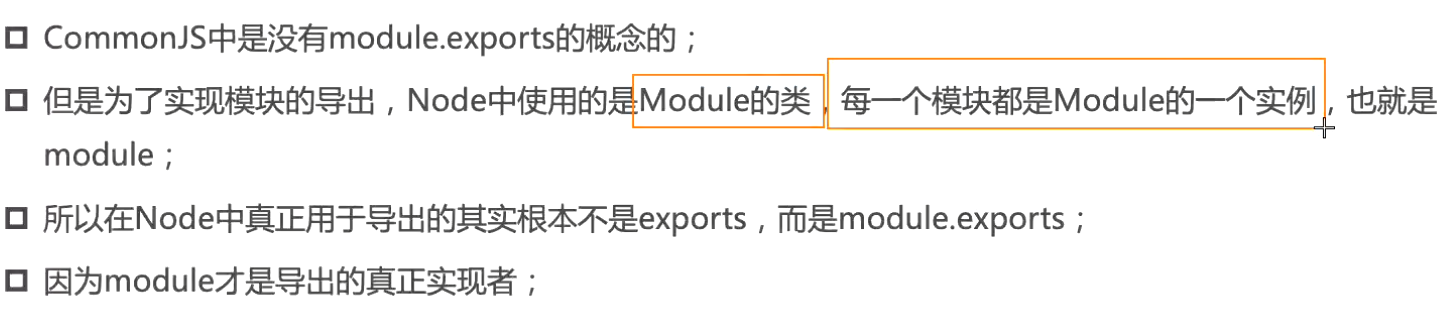 CommonJS中是没有module.exports的概念的；
但是为了实现模块的导出，Node中使用的是Module的类，每一个模块都是Module的一个实例，也就是
module；
所以在Node中真正用于导出的其实根本不是exports，而是module.exports；
因为module才是导出的真正实现者；